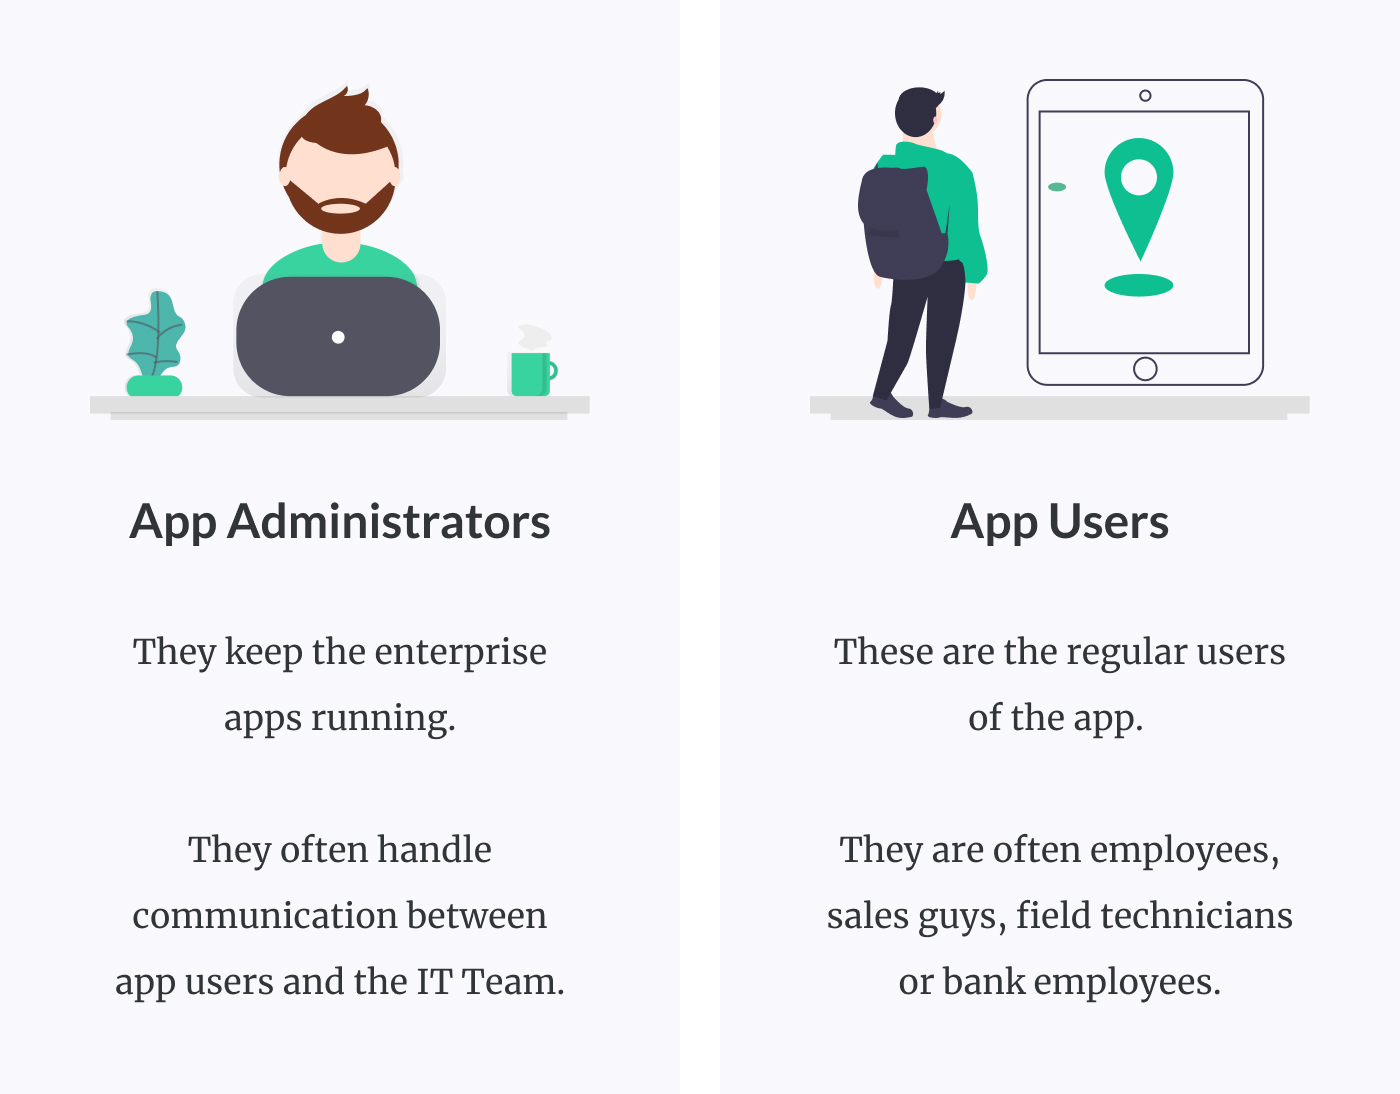 App Administrators
They keep the enterprise
apps running.
They often handle
communication between
app users and the IT Team.
App Users
These are the regular users
of the app.
They are often employees,
sales guys, field technicians
or bank employees.